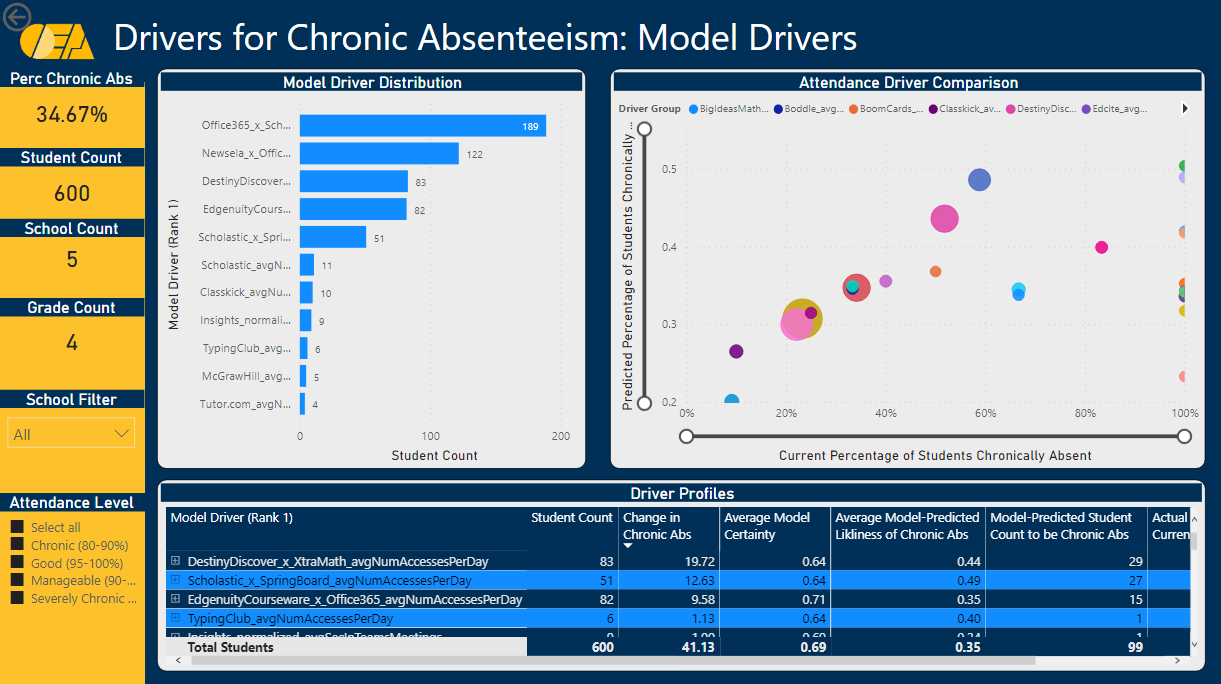 OEA
Drivers for Chronic Absenteeism: Model Drivers
Perc Chronic Abs
34.67%
Student Count
600
School Count
5
Grade Count
4
School Filter
All
Attendance Level
Select all
Chronic (80-90%)
Good (95-100%)
Manageable (90-...
Severely Chronic ...
Model Driver Distribution
Model Driver (Rank 1)
Office365_x_Sch...
189
Newsela_x_Offic...
122
DestinyDiscover...
83
EdgenuityCours...
82
Scholastic_x_Spri...
51
Scholastic_avgN...
11
Classkick_avgNu...
10
Insights_normali...
9
TypingClub_avg...
6
McGrawHill_avg...
5
Tutor.com_avgN...
4
0 100 200
Student Count
Attendance Driver Comparison
Driver Group BigIdeasMath... Boddle_avg... BoomCards_... Classkick_av... DestinyDisc... Edcite_avg...
Predicted Percentage of Students Chronically ...
0.5
0.4
0.3
0.2
0% 20% 40% 60% 80% 100%
Current Percentage of Students Chronically Absent
Driver Profiles
Model Driver (Rank 1) Student Count Change in Average Model Average Model-Predicted Model-Predicted Student Actual
Chronic Abs Certainty Likliness of Chronic Abs Count to be Chronic Abs Curren
DestinyDiscover_x_XtraMath_avgNumAccessesPerDay 83 19.72 0.64 0.44 29
Scholastic_x_SpringBoard_avgNumAccessesPerDay 51 12.63 0.64 0.49 27
EdgenuityCourseware_x_Office365_avgNumAccessesPerDay 82 9.58 0.71 0.35 15
TypingClub_avgNumAccessesPerDay 6 1.13 0.64 0.40 1
Total Students 600 41.13 0.69 0.35 99